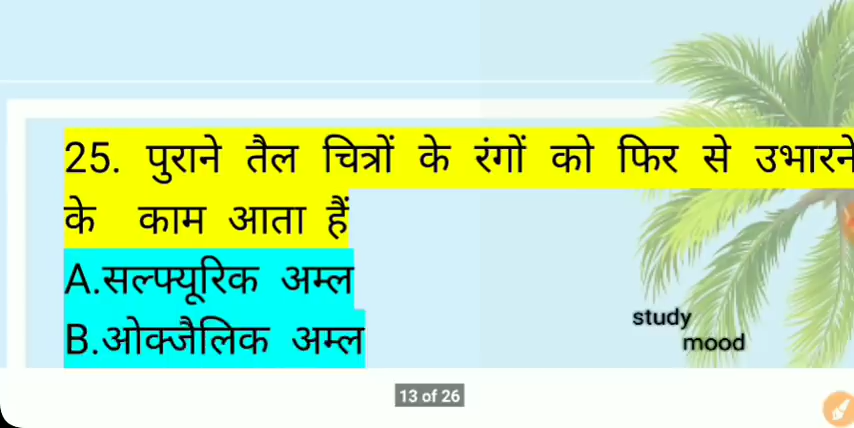 25. पुराने तैल चित्रों के रंगों को फिर से उभारने
के काम आता हैं
A.सल्फ्यूरिक अम्ल
B.ओक्जैलिक अम्ल
study
mood
13 of 26